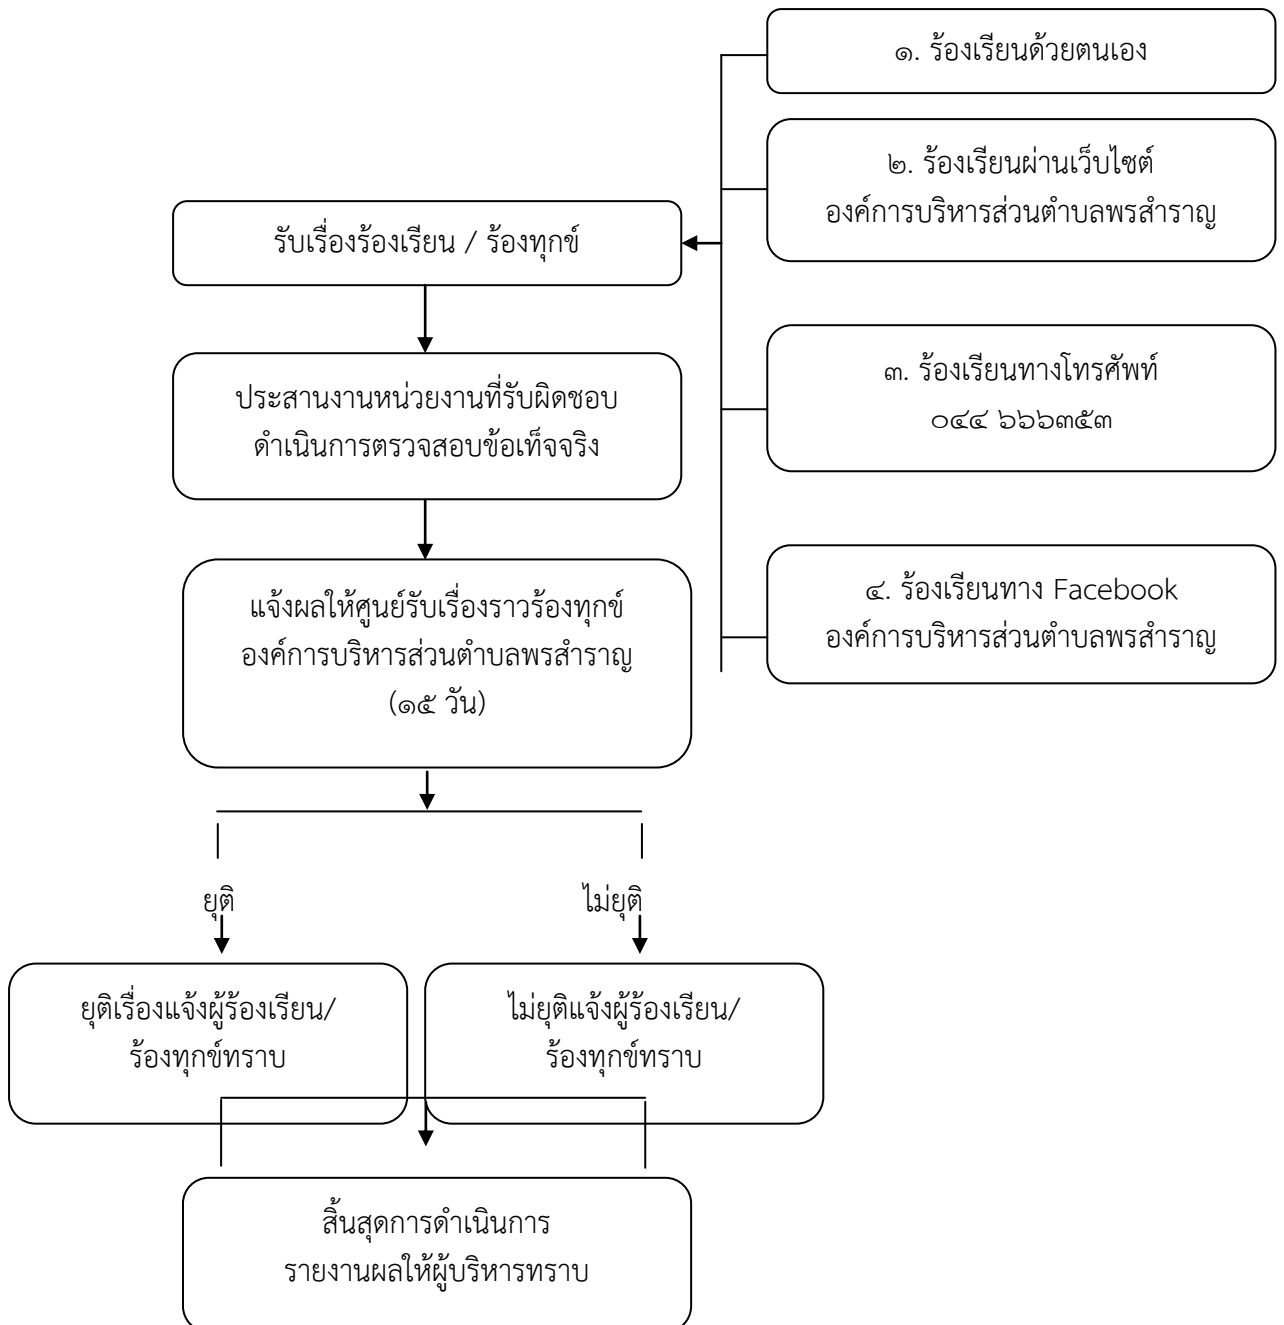 ๑. ร้องเรียนด้วยตนเอง
๒. ร้องเรียนผ่านเว็บไซต์
องค์การบริหารส่วนตำบลพรสำราญ
รับเรื่องร้องเรียน / ร้องทุกข์
๓. ร้องเรียนทางโทรศัพท์
๐๔๔ ๖๖๖๓๕๓
ประสานงานหน่วยงานที่รับผิดชอบ
ดำเนินการตรวจสอบข้อเท็จจริง
๔. ร้องเรียนทาง Facebook
องค์การบริหารส่วนตำบลพรสำราญ
แจ้งผลให้ศูนย์รับเรื่องราวร้องทุกข์
องค์การบริหารส่วนตำบลพรสำราญ
(๑๕ วัน)
ยุติ
ไม่ยุติ
ยุติเรื่องแจ้งผู้ร้องเรียน/
ร้องทุกข์ทราบ
ไม่ยุติแจ้งผู้ร้องเรียน/
ร้องทุกข์ทราบ
สิ้นสุดการดำเนินการ
รายงานผลให้ผู้บริหารทราบ